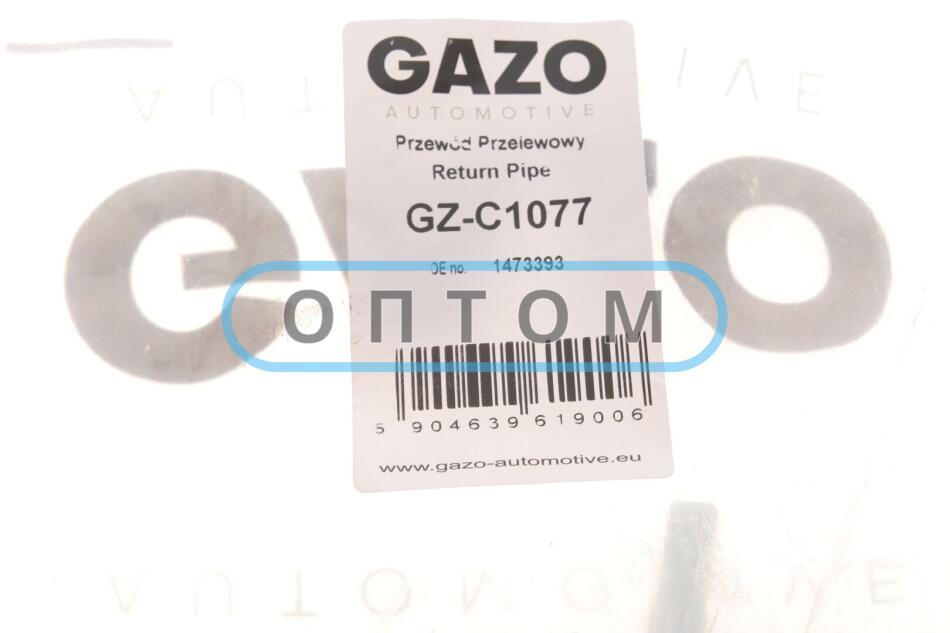 GAZO
AUTOMOTIVE
Przewód Przelewowy
Return Pipe
GZ-C1077
OE no. 1473393
ОПТОМ
5 904639 619006
www.gazo-automotive.eu
AUTOMOTIVE